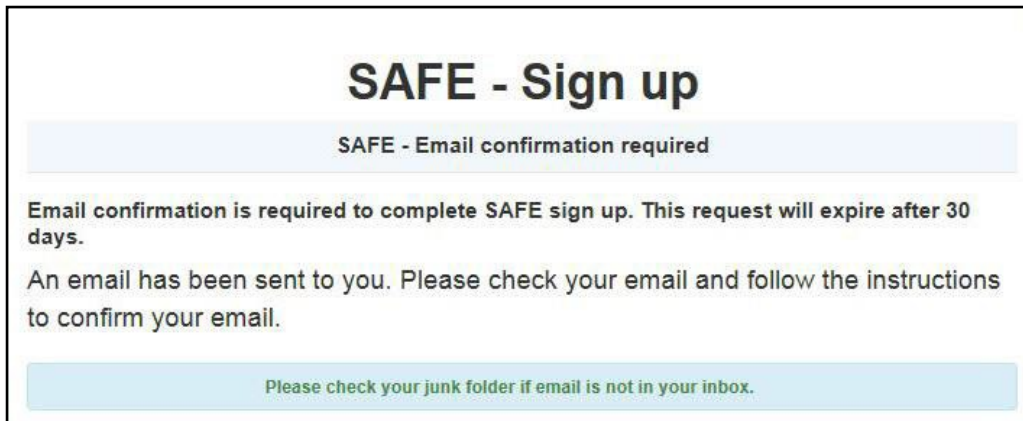 SAFE - Sign up
SAFE - Email confirmation required
Email confirmation is required to complete SAFE sign up. This request will expire after 30
days.
An email has been sent to you. Please check your email and follow the instructions
to confirm your email.
Please check your junk folder if email is not in your inbox.